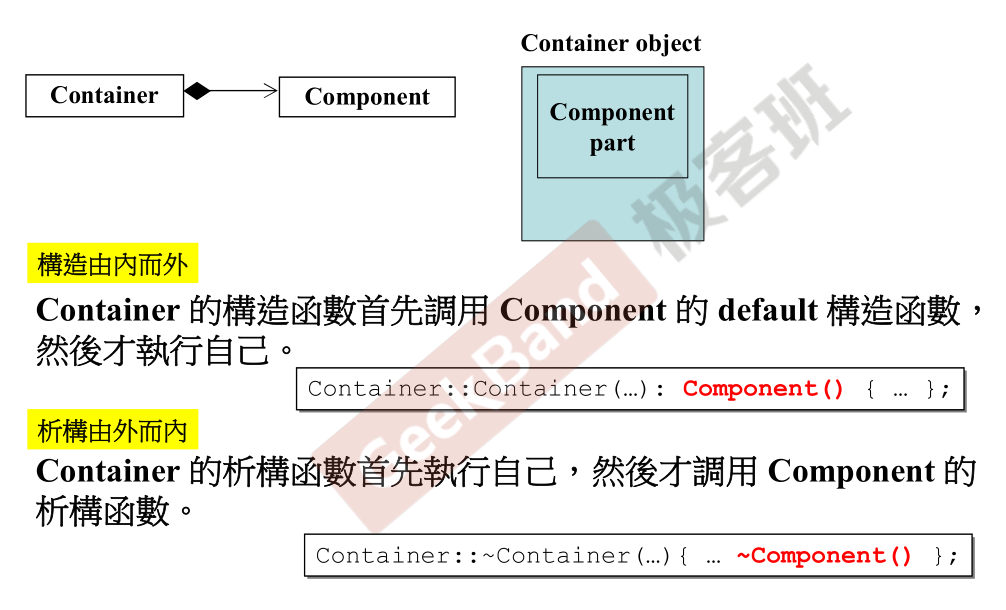 Container object
Container
Component
Component
part
構造由內而外
Container 的構造函數首先調用 Component 的 default 構造函數，
然後才執行自己。
Container::Container(…): Component() { … };
析構由外而內
Container 的析構函數首先執行自己，然後才調用 Component 的
析構函數。
Container::~Container(…){ … ~Component() };
SeekBand 极客班